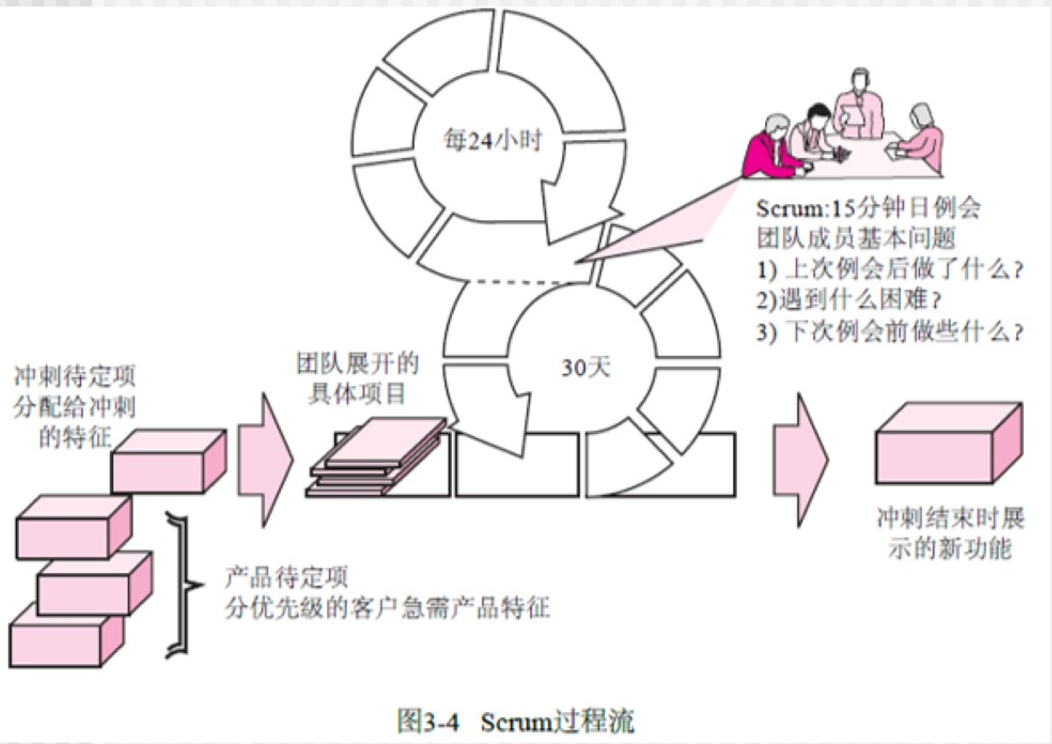 每24小时
Scrum:15分钟日例会
团队成员基本问题
1) 上次例会后做了什么?
2)遇到什么困难?
3) 下次例会前做些什么?
30天
团队展开的
具体项目
冲刺待定项
分配给冲刺
的特征
产品待定项
分优先级的客户急需产品特征
冲刺结束时展
示的新功能
图3-4 Scrum过程流